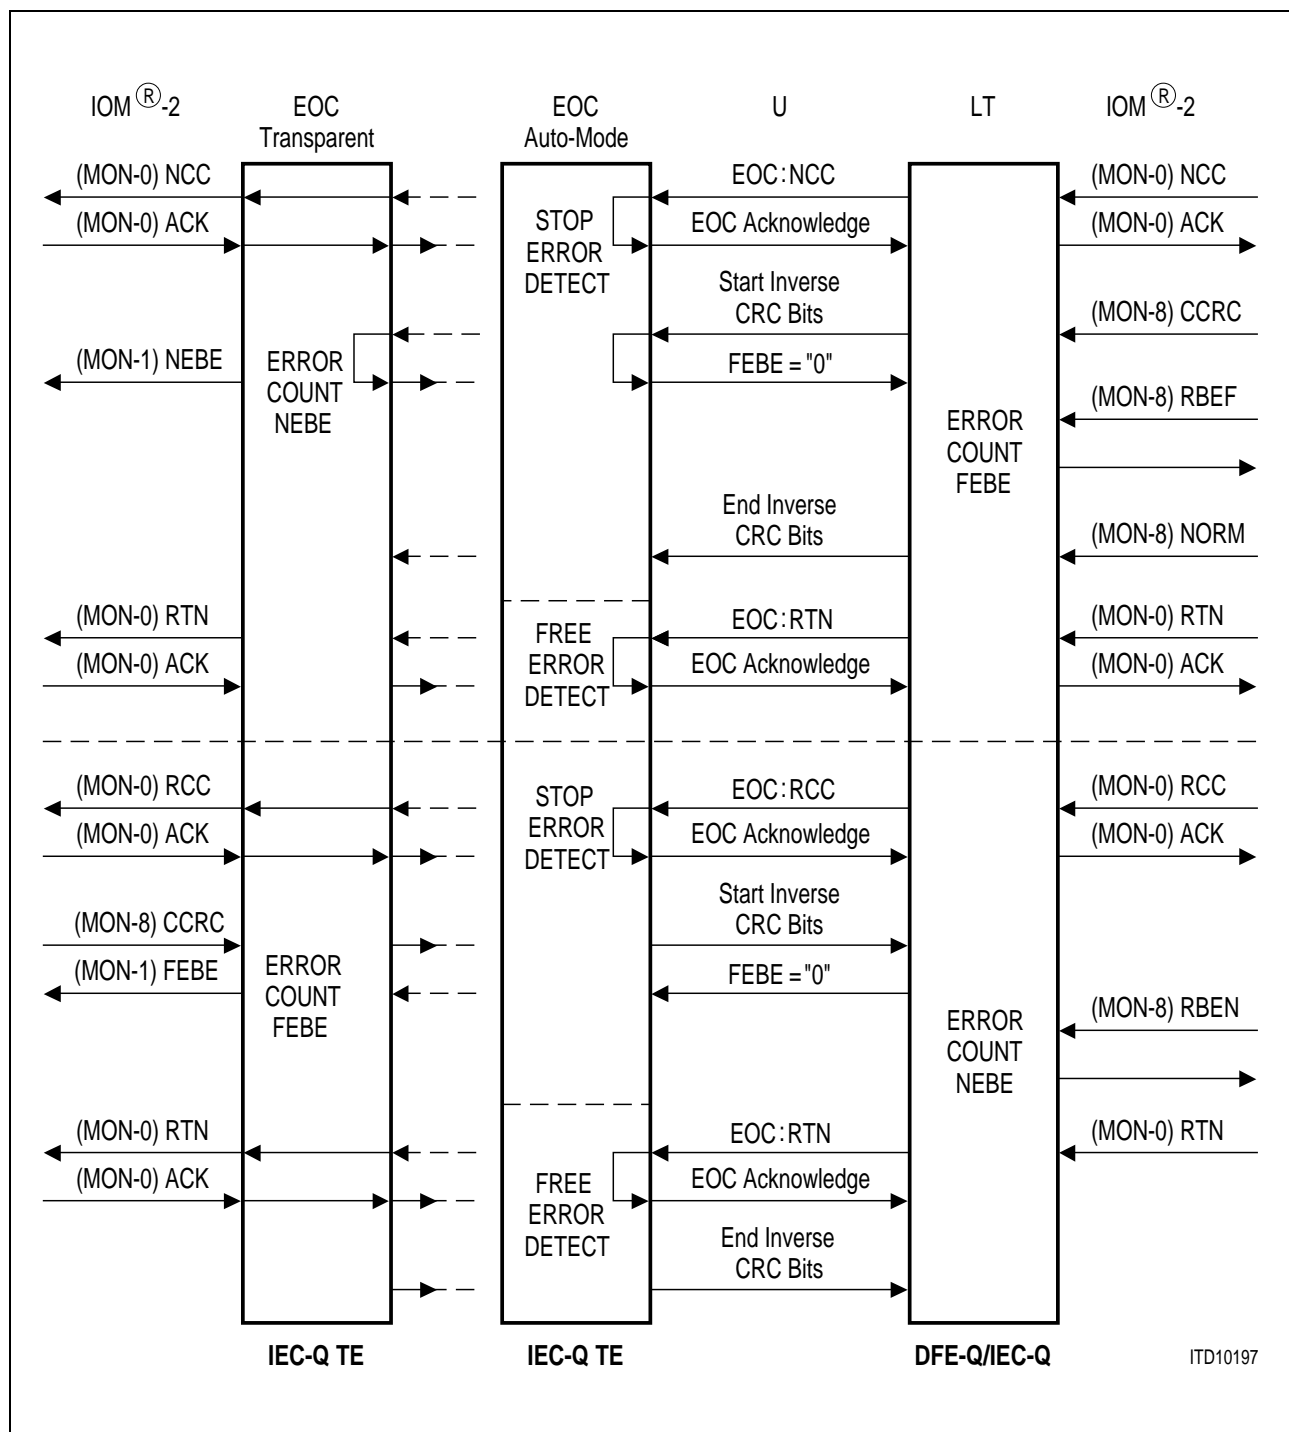 IOM ®-2
EOC
Transparent
EOC
Auto-Mode
U
LT
IOM ®-2
(MON-0) NCC
(MON-0) ACK
STOP
ERROR
DETECT
EOC:NCC
EOC Acknowledge
(MON-0) NCC
(MON-0) ACK
Start Inverse
CRC Bits
(MON-8) CCRC
(MON-1) NEBE
ERROR
COUNT
NEBE
FEBE = "0"
(MON-8) RBEF
ERROR
COUNT
FEBE
End Inverse
CRC Bits
(MON-8) NORM
(MON-0) RTN
(MON-0) ACK
FREE
ERROR
DETECT
EOC:RTN
EOC Acknowledge
(MON-0) RTN
(MON-0) ACK
(MON-0) RCC
(MON-0) ACK
STOP
ERROR
DETECT
EOC:RCC
EOC Acknowledge
(MON-0) RCC
(MON-0) ACK
(MON-8) CCRC
(MON-1) FEBE
ERROR
COUNT
FEBE
Start Inverse
CRC Bits
FEBE = "0"
ERROR
COUNT
NEBE
(MON-8) RBEN
(MON-0) RTN
(MON-0) ACK
FREE
ERROR
DETECT
EOC:RTN
EOC Acknowledge
(MON-0) RTN
End Inverse
CRC Bits
IEC-Q TE
IEC-Q TE
DFE-Q/IEC-Q
ITD10197